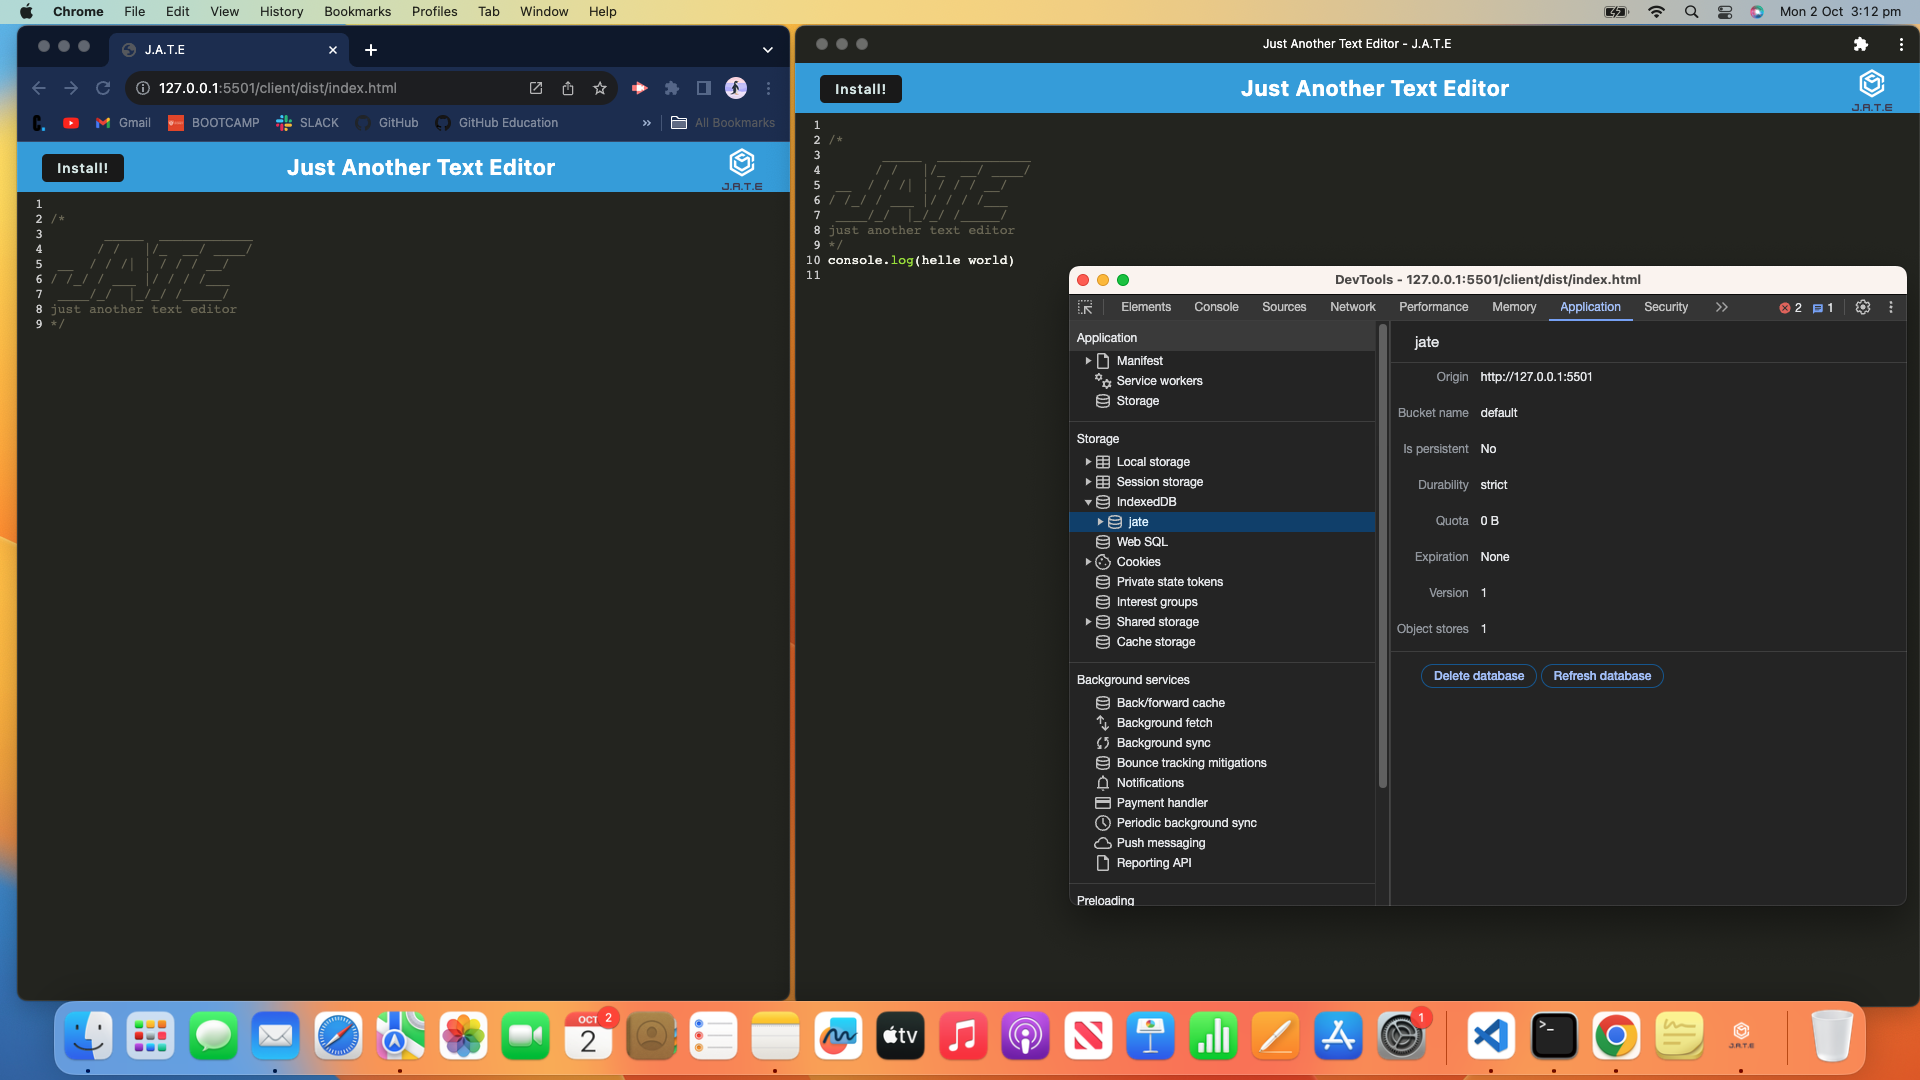 Chrome File Edit View History Bookmarks Profiles Tab Window Help
Mon 2 Oct 3:12 pm
J.A.T.E
127.0.0.1:5501/client/dist/index.html
Gmail BOOTCAMP SLACK GitHub GitHub Education » All Bookmarks
Install!
Just Another Text Editor
J.A.T.E
1
2 /*
3
4
5
6
7
8 just another text editor
9 */
Just Another Text Editor - J.A.T.E
Install!
Just Another Text Editor
J.A.T.E
1
2 /*
3
4
5
6
7
8 just another text editor
9 */
10 console.log(helle world)
11
DevTools - 127.0.0.1:5501/client/dist/index.html
Elements Console Sources Network Performance Memory Application Security 2 1
Application
Manifest
Service workers
Storage
Storage
Local storage
Session storage
IndexedDB
jate
Web SQL
Cookies
Private state tokens
Interest groups
Shared storage
Cache storage
Background services
Back/forward cache
Background fetch
Background sync
Bounce tracking mitigations
Notifications
Payment handler
Periodic background sync
Push messaging
Reporting API
Preloading
jate
Origin http://127.0.0.1:5501
Bucket name default
Is persistent No
Durability strict
Quota 0 B
Expiration None
Version 1
Object stores 1
Delete database Refresh database
OCT 2
2
tv
1
J.A.T.E